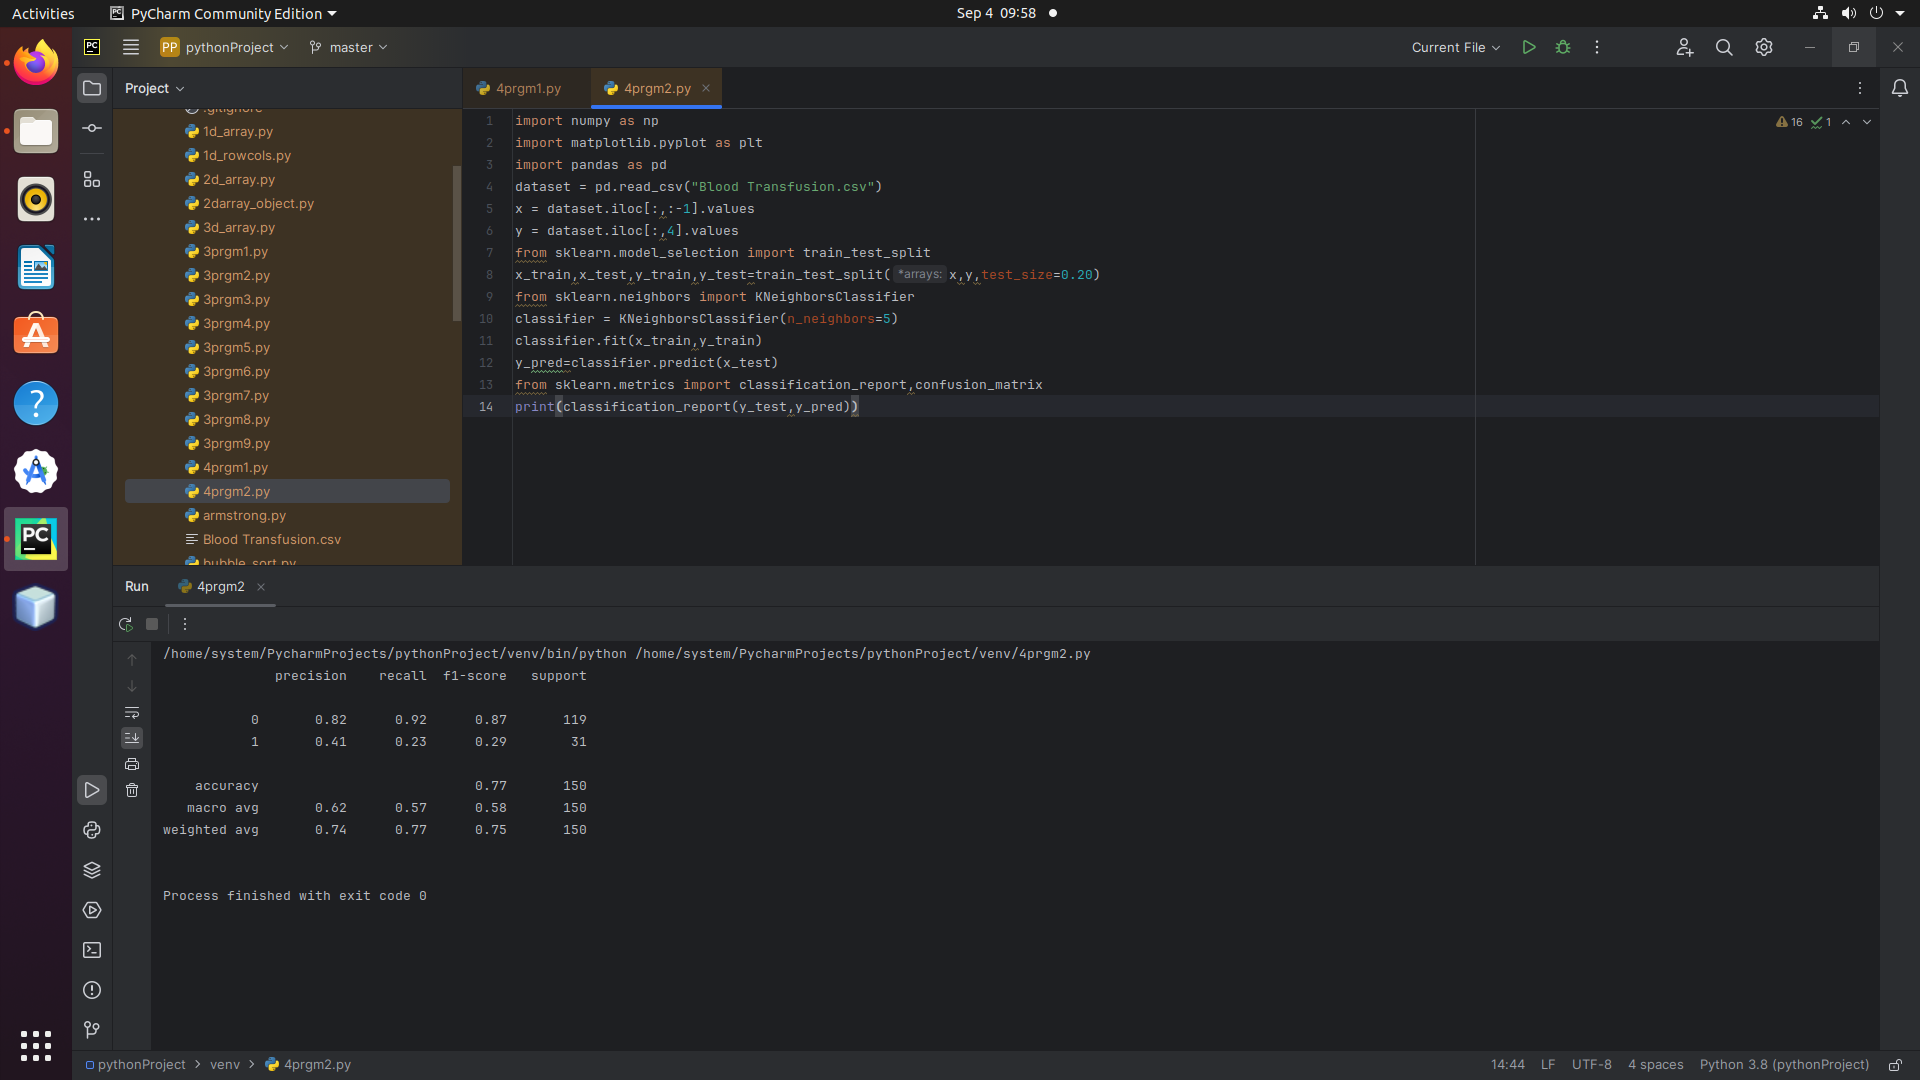 Activities
PyCharm Community Edition
Sep 4 09:58
PC
PP pythonProject
master
Current File
Project
4prgm1.py
4prgm2.py
.gitignore
1d_array.py
1d_rowcols.py
2d_array.py
2darray_object.py
3d_array.py
3prgm1.py
3prgm2.py
3prgm3.py
3prgm4.py
3prgm5.py
3prgm6.py
3prgm7.py
3prgm8.py
3prgm9.py
4prgm1.py
4prgm2.py
armstrong.py
Blood Transfusion.csv
bubble_sort.py
16 1
1 import numpy as np
2 import matplotlib.pyplot as plt
3 import pandas as pd
4 dataset = pd.read_csv("Blood Transfusion.csv")
5 x = dataset.iloc[:,:-1].values
6 y = dataset.iloc[:,4].values
7 from sklearn.model_selection import train_test_split
8 x_train,x_test,y_train,y_test=train_test_split( *arrays: x,y,test_size=0.20)
9 from sklearn.neighbors import KNeighborsClassifier
10 classifier = KNeighborsClassifier(n_neighbors=5)
11 classifier.fit(x_train,y_train)
12 y_pred=classifier.predict(x_test)
13 from sklearn.metrics import classification_report,confusion_matrix
14 print(classification_report(y_test,y_pred))
PC
Run
4prgm2
/home/system/PycharmProjects/pythonProject/venv/bin/python /home/system/PycharmProjects/pythonProject/venv/4prgm2.py
precision recall f1-score support
0 0.82 0.92 0.87 119
1 0.41 0.23 0.29 31
accuracy 0.77 150
macro avg 0.62 0.57 0.58 150
weighted avg 0.74 0.77 0.75 150
Process finished with exit code 0
pythonProject > venv > 4prgm2.py
14:44 LF UTF-8 4 spaces Python 3.8 (pythonProject)